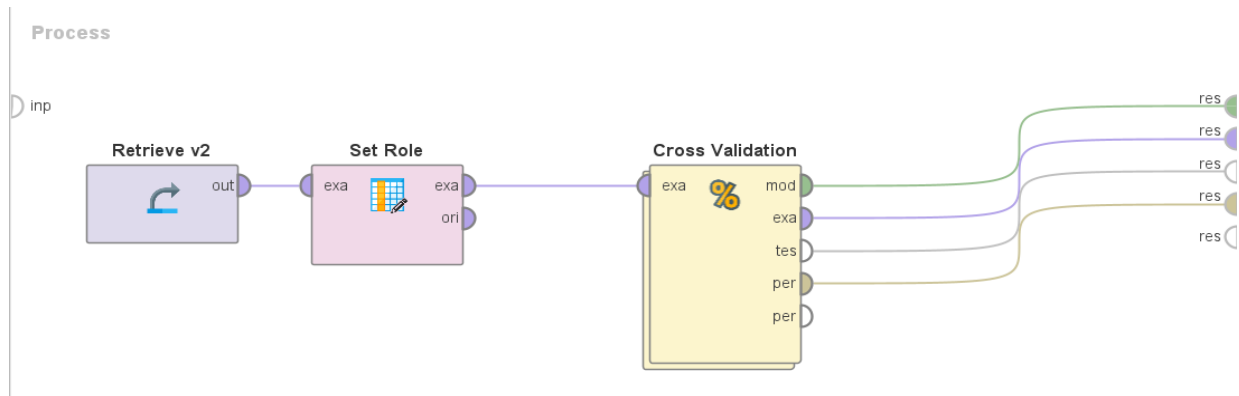 Process
inp
res
res
res
res
res
Retrieve v2
out
Set Role
exa
exa
ori
Cross Validation
exa
mod
exa
tes
per
per